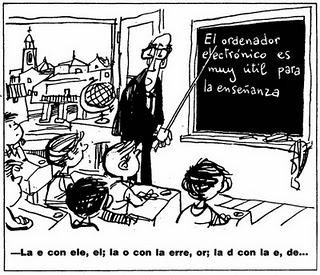 El ordenador
electrónico es
muy útil para
la enseñanza
—La e con ele, el; la o con la erre, or; la d con la e, de...